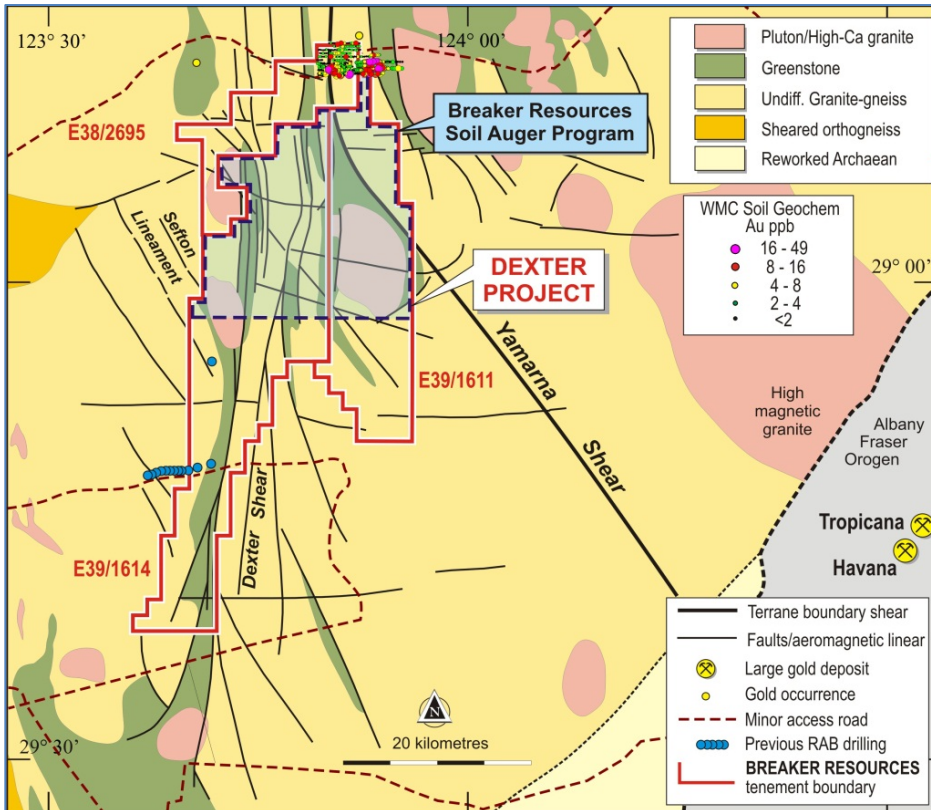 123° 30'
124° 00'
E38/2695
Breaker Resources
Soil Auger Program
Sefton
Lineament
DEXTER
PROJECT
29° 00'
E39/1611
Yamarna
Shear
High
magnetic
granite
Albany
Fraser
Orogen
Tropicana
Havana
Dexter Shear
E39/1614
29° 30'
N
20 kilometres
Pluton/High-Ca granite
Greenstone
Undiff. Granite-gneiss
Sheared orthogneiss
Reworked Archaean
WMC Soil Geochem
Au ppb
16 - 49
8 - 16
4 - 8
2 - 4
<2
Terrane boundary shear
Faults/aeromagnetic linear
Large gold deposit
Gold occurrence
Minor access road
Previous RAB drilling
BREAKER RESOURCES
tenement boundary